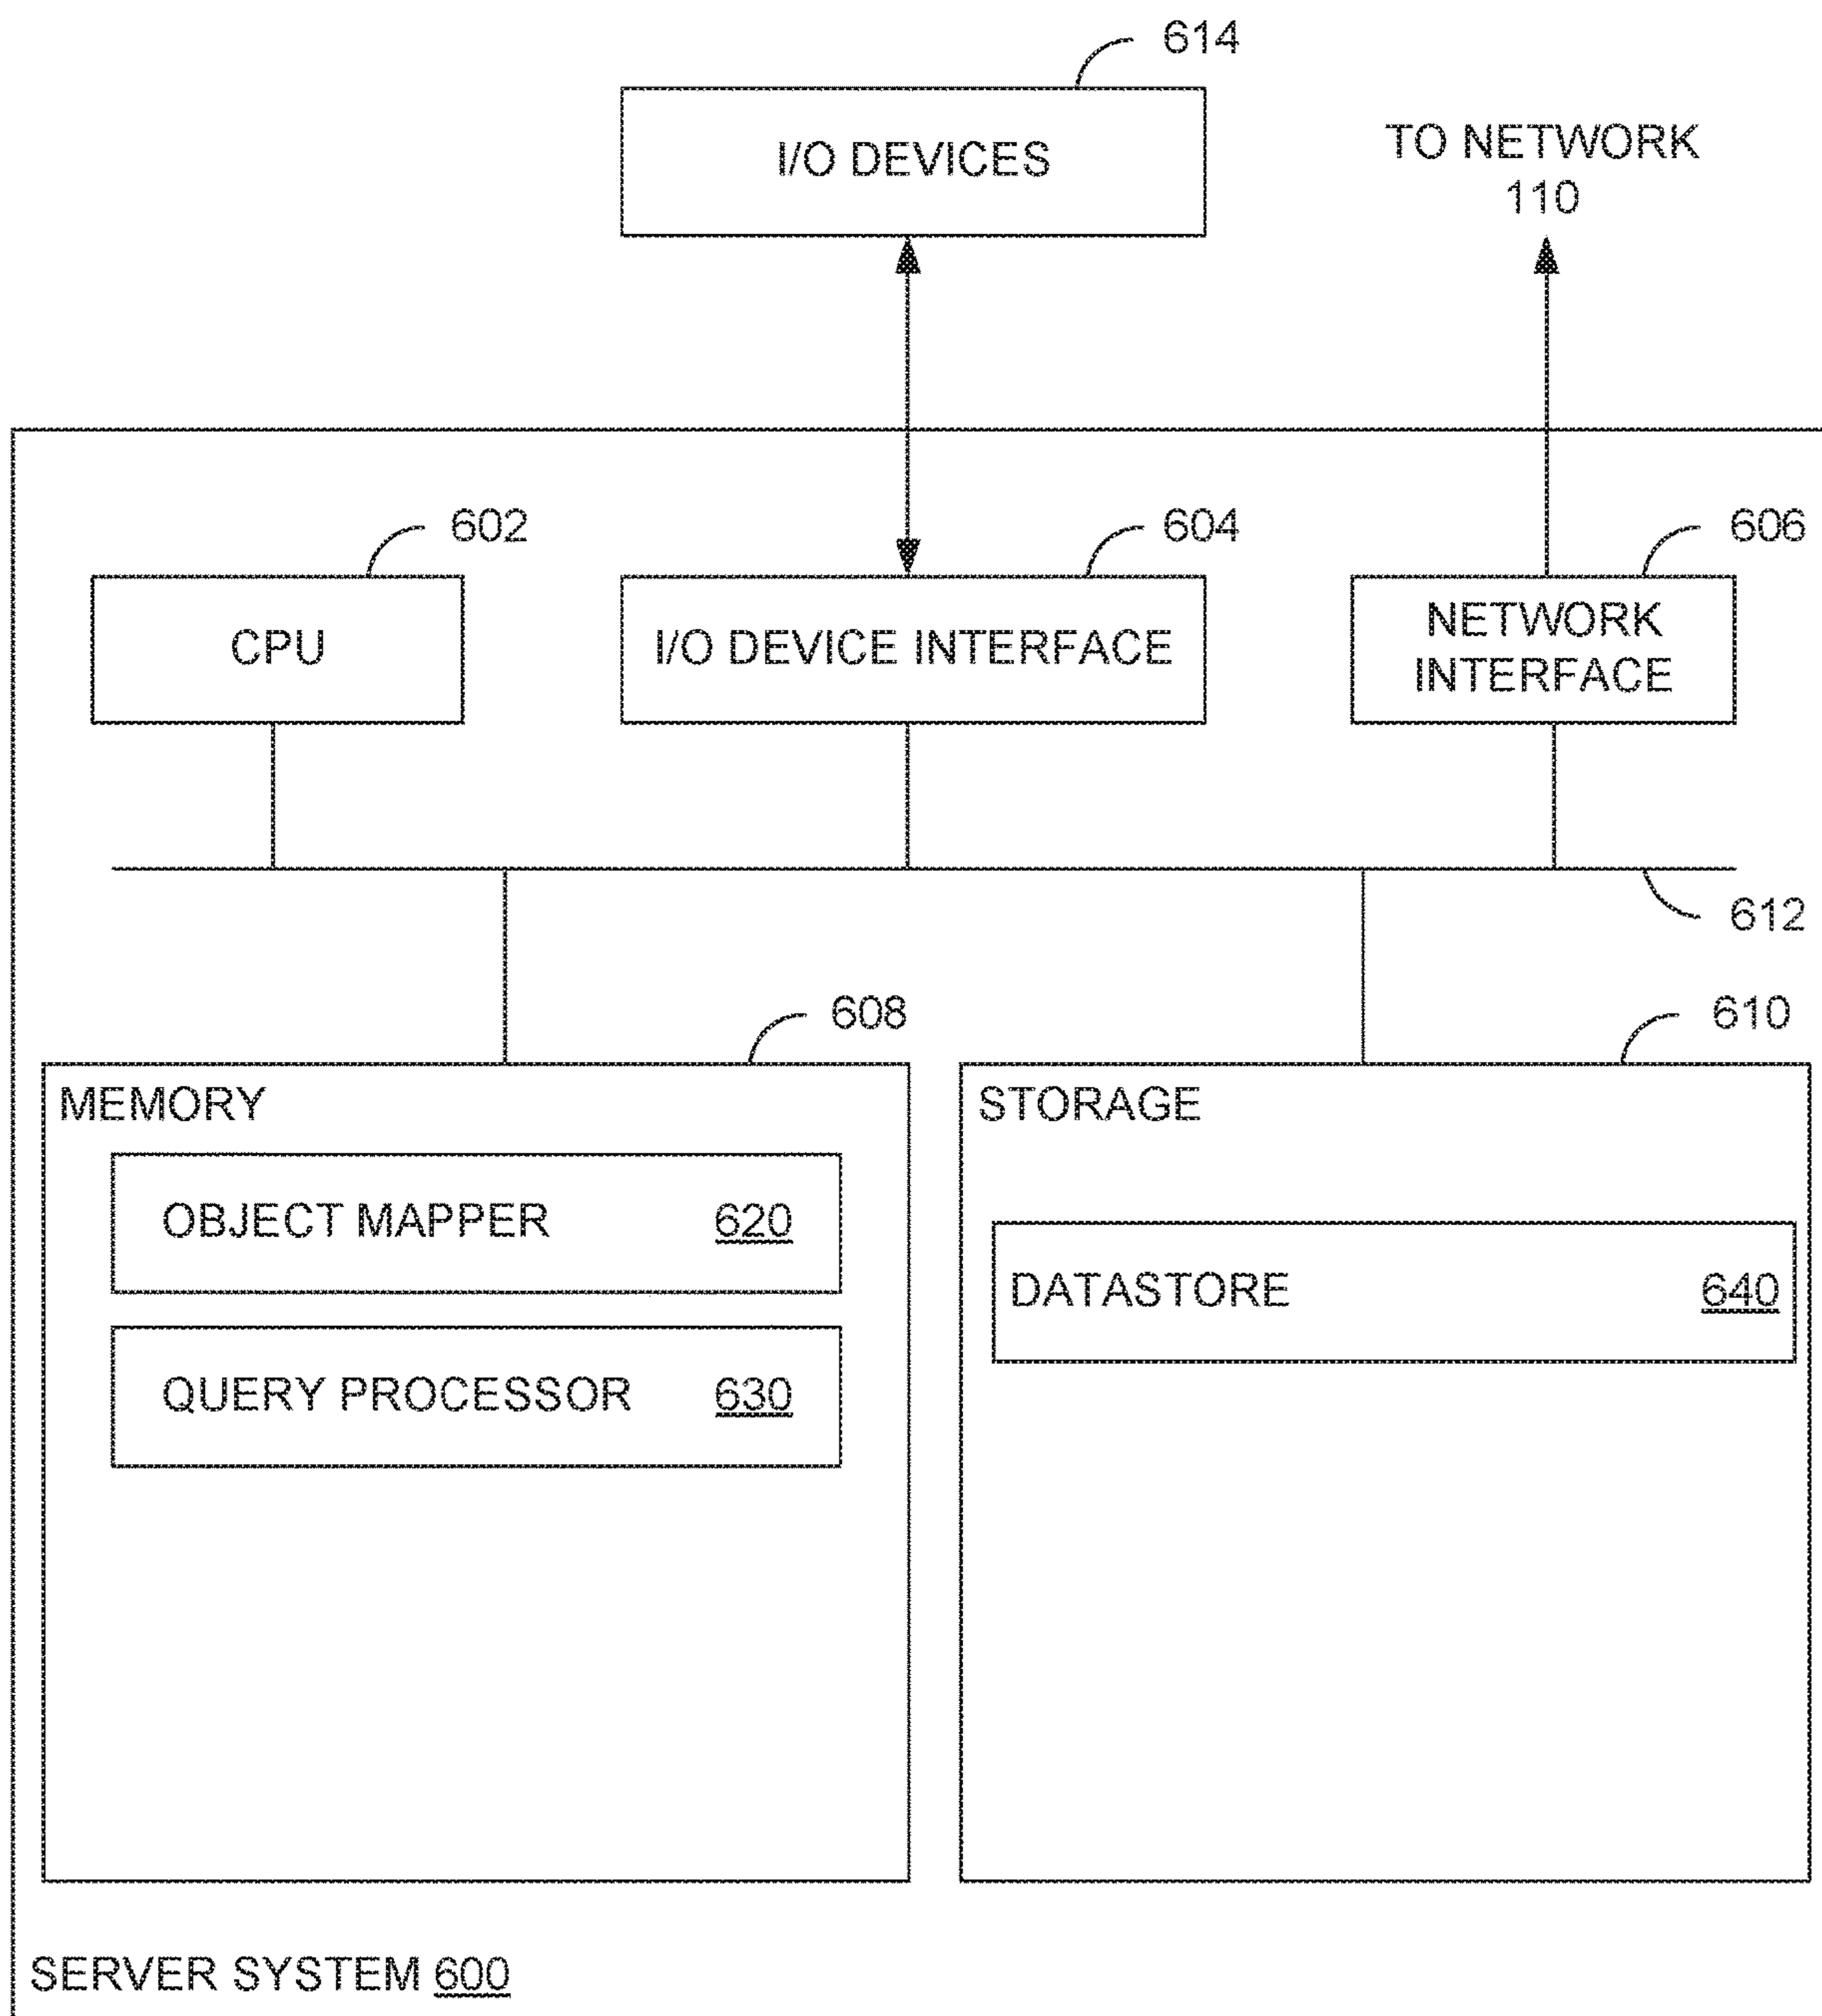 614
I/O DEVICES
TO NETWORK
110
602
604
606
CPU
I/O DEVICE INTERFACE
NETWORK
INTERFACE
612
608
610
MEMORY
STORAGE
OBJECT MAPPER 620
DATASTORE 640
QUERY PROCESSOR 630
SERVER SYSTEM 600